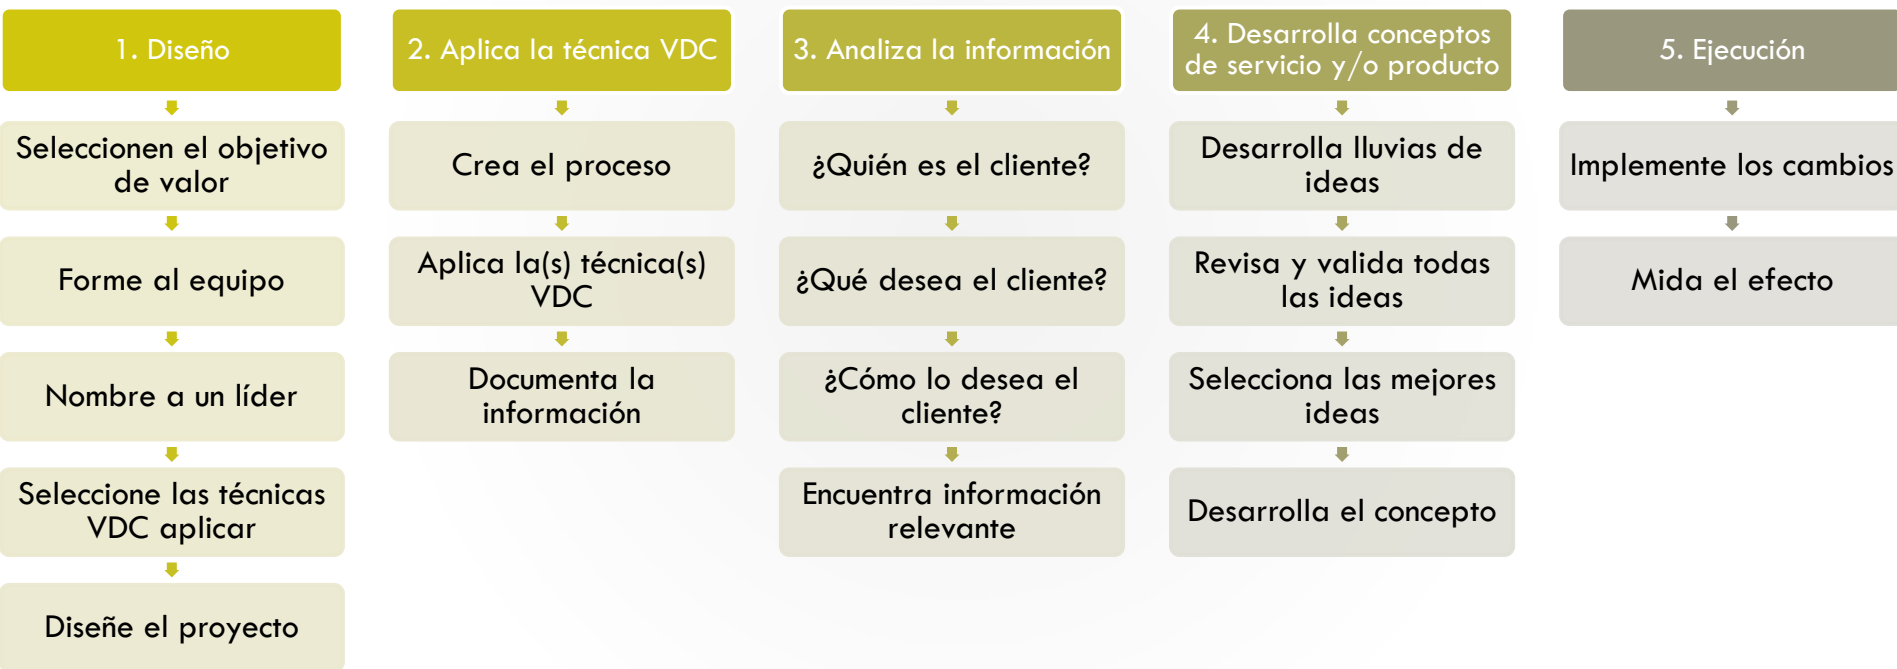 1. Diseño
Seleccionen el objetivo
de valor
Forme al equipo
Nombre a un líder
Seleccione las técnicas
VDC aplicar
Diseñe el proyecto
2. Aplica la técnica VDC
Crea el proceso
Aplica la(s) técnica(s)
VDC
Documenta la
información
3. Analiza la información
¿Quién es el cliente?
¿Qué desea el cliente?
¿Cómo lo desea el
cliente?
Encuentra información
relevante
4. Desarrolla conceptos
de servicio y/o producto
Desarrolla lluvias de
ideas
Revisa y valida todas
las ideas
Selecciona las mejores
ideas
Desarrolla el concepto
5. Ejecución
Implemente los cambios
Mida el efecto